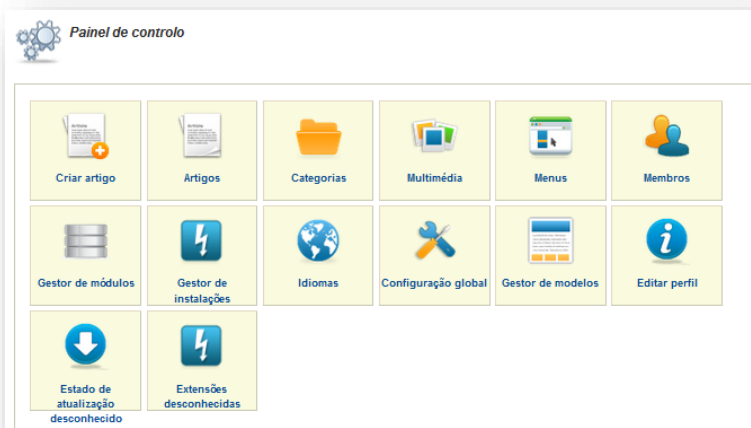 Painel de controlo
Criar artigo
Artigos
Categorias
Multimédia
Menus
Membros
Gestor de módulos
Gestor de
instalações
Idiomas
Configuração global
Gestor de modelos
Editar perfil
Estado de
atualização
desconhecido
Extensões
desconhecidas